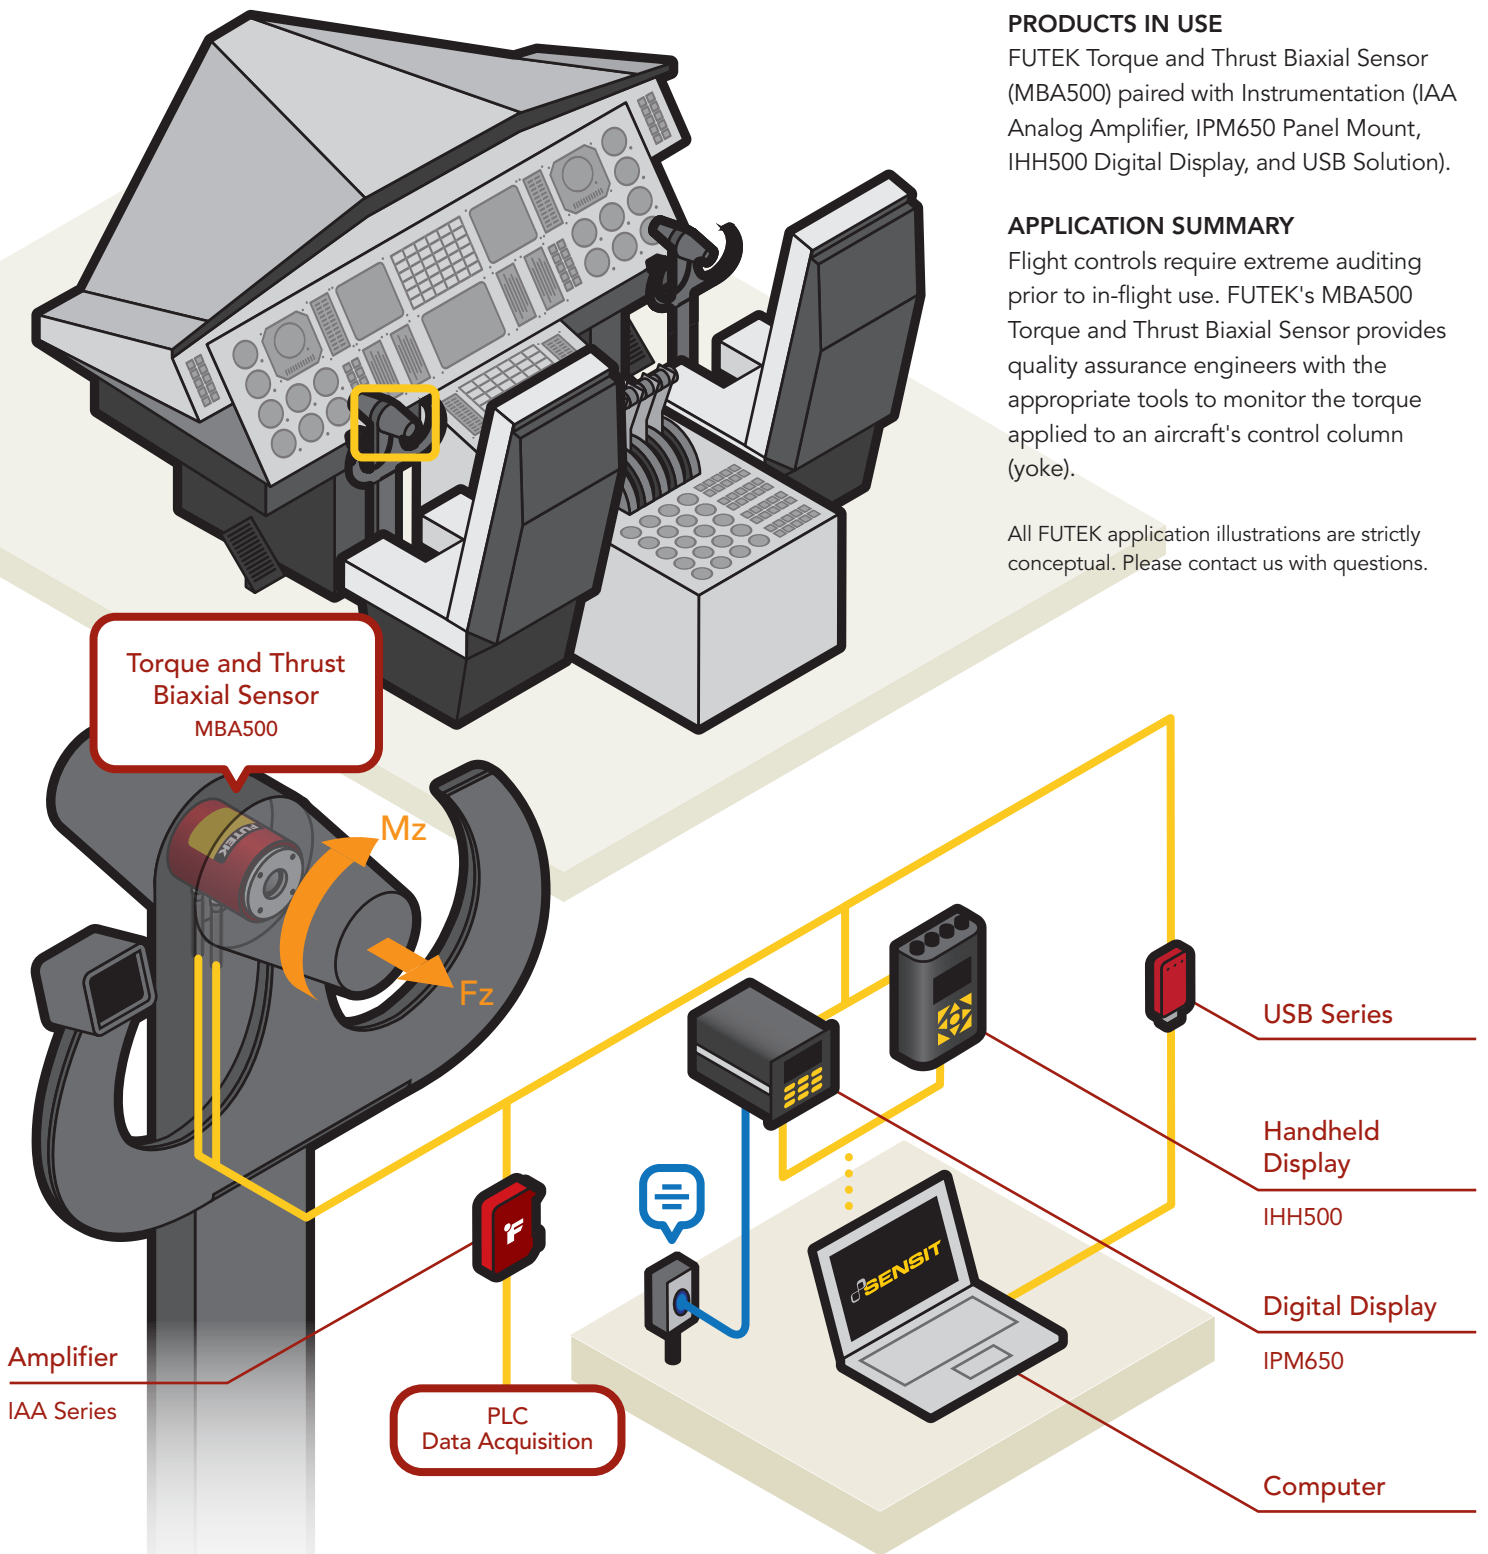 PRODUCTS IN USE
FUTEK Torque and Thrust Biaxial Sensor
(MBA500) paired with Instrumentation (IAA
Analog Amplifier, IPM650 Panel Mount,
IHH500 Digital Display, and USB Solution).
APPLICATION SUMMARY
Flight controls require extreme auditing
prior to in-flight use. FUTEK's MBA500
Torque and Thrust Biaxial Sensor provides
quality assurance engineers with the
appropriate tools to monitor the torque
applied to an aircraft's control column
(yoke).
All FUTEK application illustrations are strictly
conceptual. Please contact us with questions.
Torque and Thrust
Biaxial Sensor
MBA500
FUTEK
Mz
Fz
USB Series
Handheld
Display
IHH500
SENSIT
Digital Display
IPM650
Amplifier
IAA Series
F
PLC
Data Acquisition
Computer